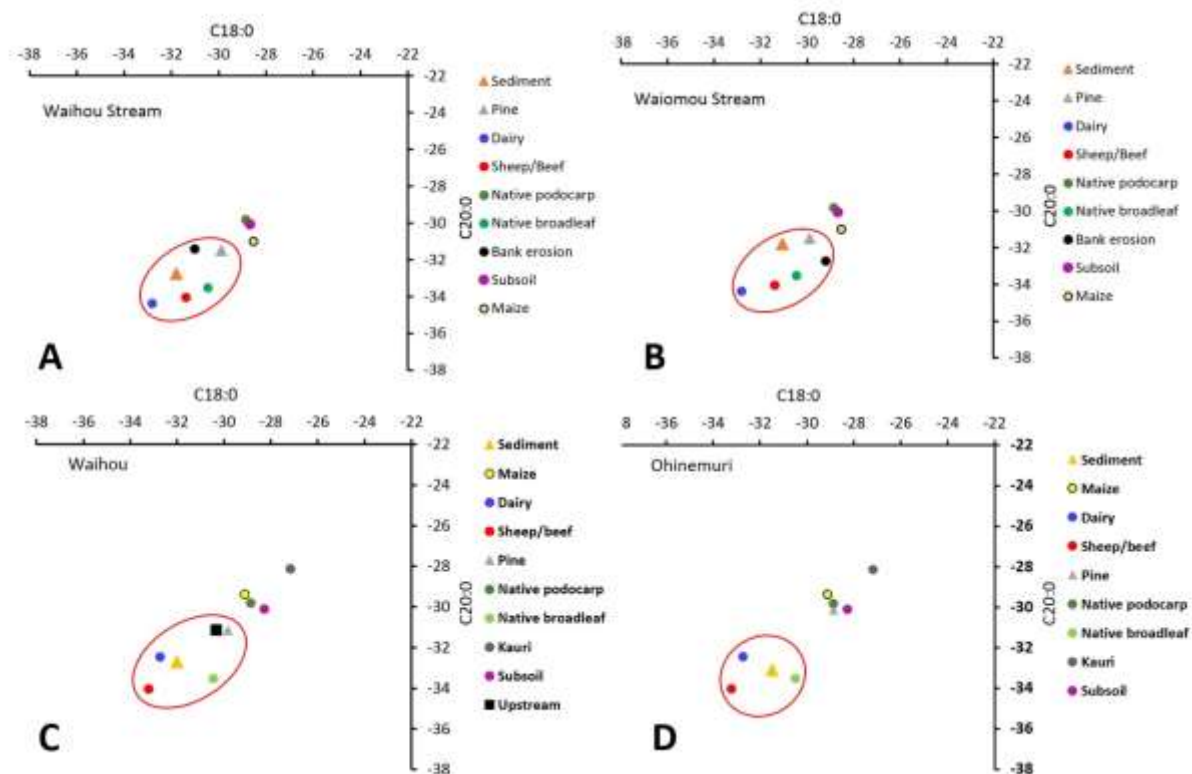 C18:0
-38 -36 -34 -32 -30 -28 -26 -24 -22
-22
-24
-26
-28
-30
-32
-34
-36
-38
C20:0
Waihou Stream
Sediment
Pine
Dairy
Sheep/Beef
Native podocarp
Native broadleaf
Bank erosion
Subsoil
Maize
A
C18:0
38 -36 -34 -32 -30 -28 -26 -24 -22
-22
-24
-26
-28
-30
-32
-34
-36
-38
C20:0
Waiomou Stream
Sediment
Pine
Dairy
Sheep/Beef
Native podocarp
Native broadleaf
Bank erosion
Subsoil
Maize
B
C18:0
-38 -36 -34 -32 -30 -28 -26 -24 -22
-22
-24
-26
-28
-30
-32
-34
-36
-38
C20:0
Waihou
Sediment
Maize
Dairy
Sheep/beef
Pine
Native podocarp
Native broadleaf
Kauri
Subsoil
Upstream
C
C18:0
8 -36 -34 -32 -30 -28 -26 -24 -22
-22
-24
-26
-28
-30
-32
-34
-36
-38
C20:0
Ohinemuri
Sediment
Maize
Dairy
Sheep/beef
Pine
Native podocarp
Native broadleaf
Kauri
Subsoil
D